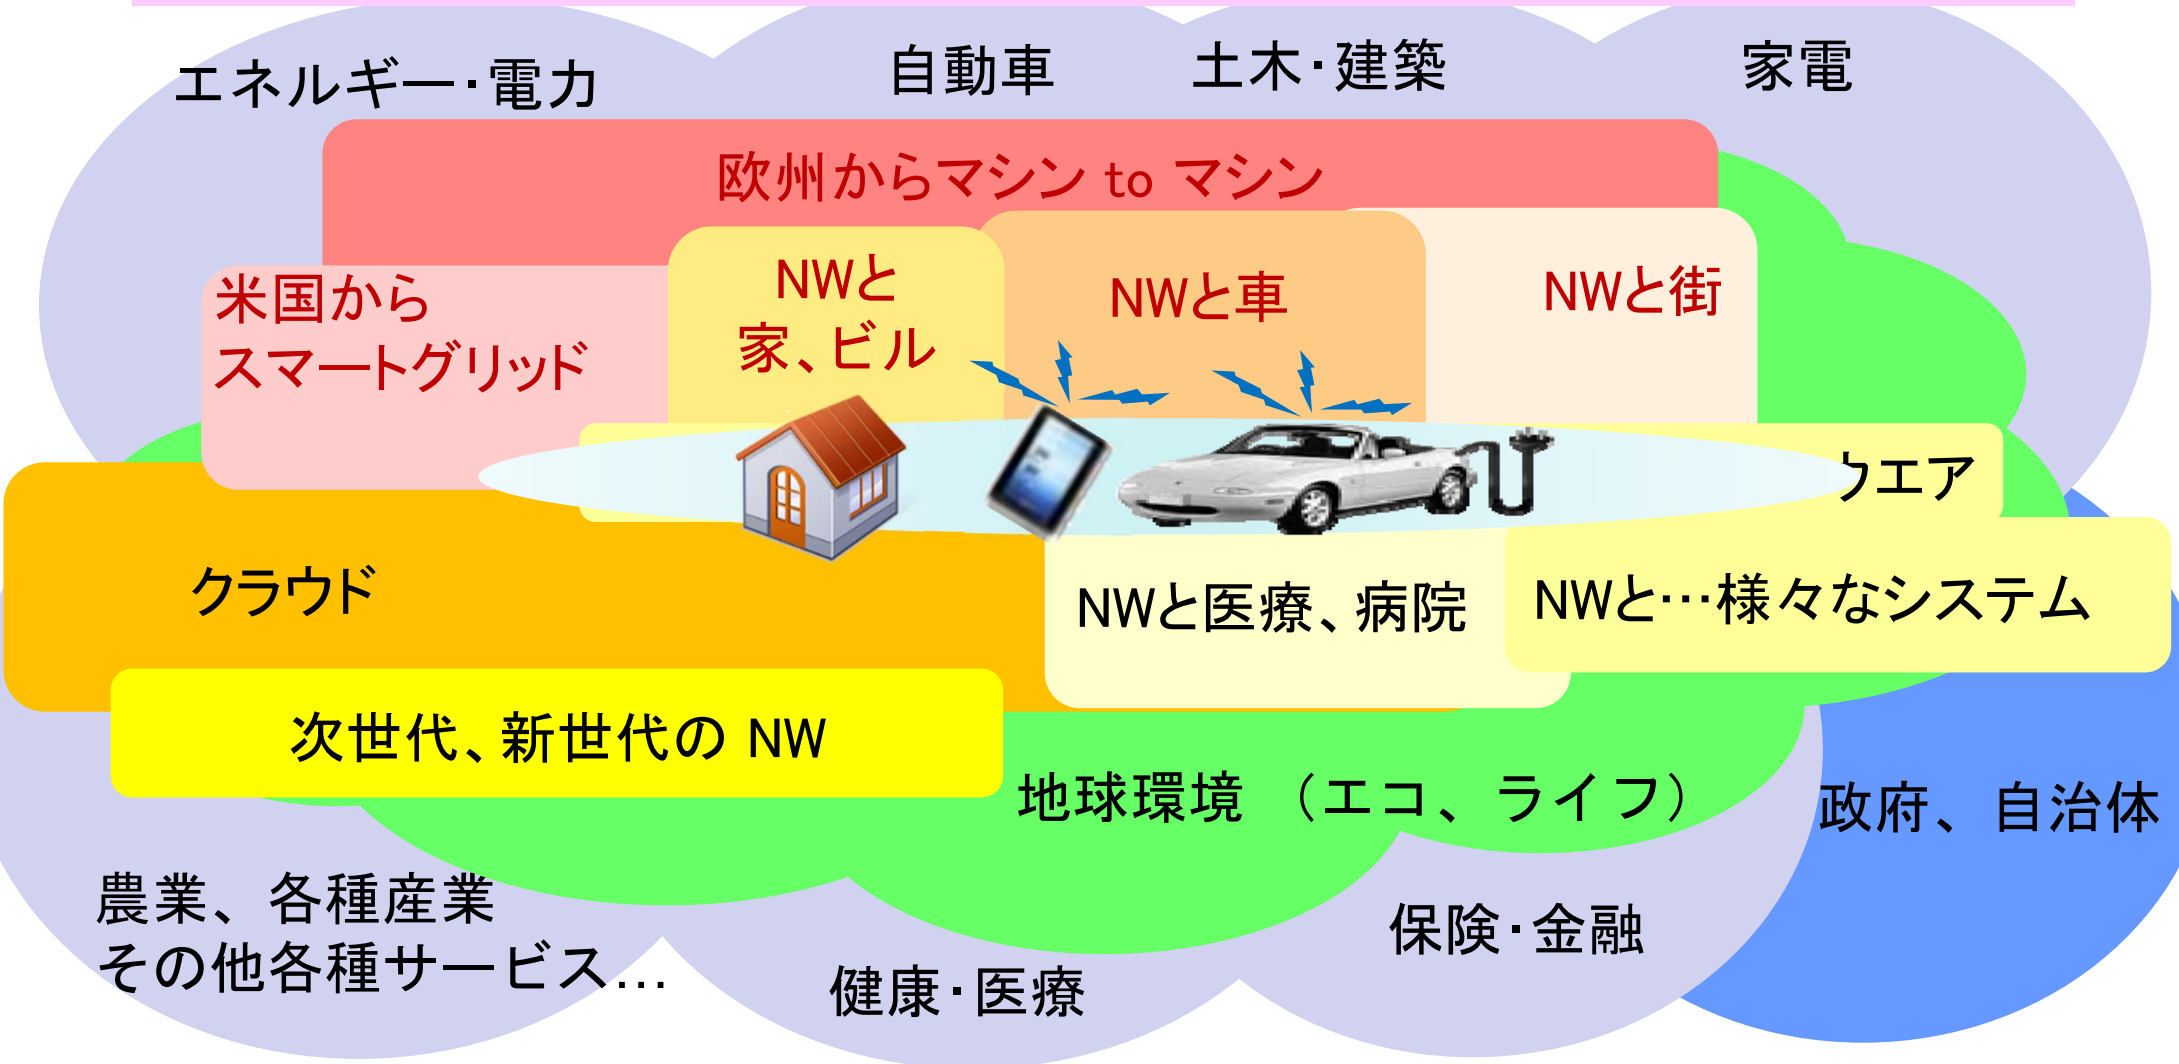 エネルギー・電力
自動車
土木・建築
家電
欧州からマシン to マシン
米国から
スマートグリッド
NWと
家、ビル
NWと車
NWと街
ウエア
クラウド
NWと医療、病院
NWと…様々なシステム
次世代、新世代の NW
地球環境 （エコ、ライフ）
政府、自治体
農業、各種産業
その他各種サービス…
保険・金融
健康・医療